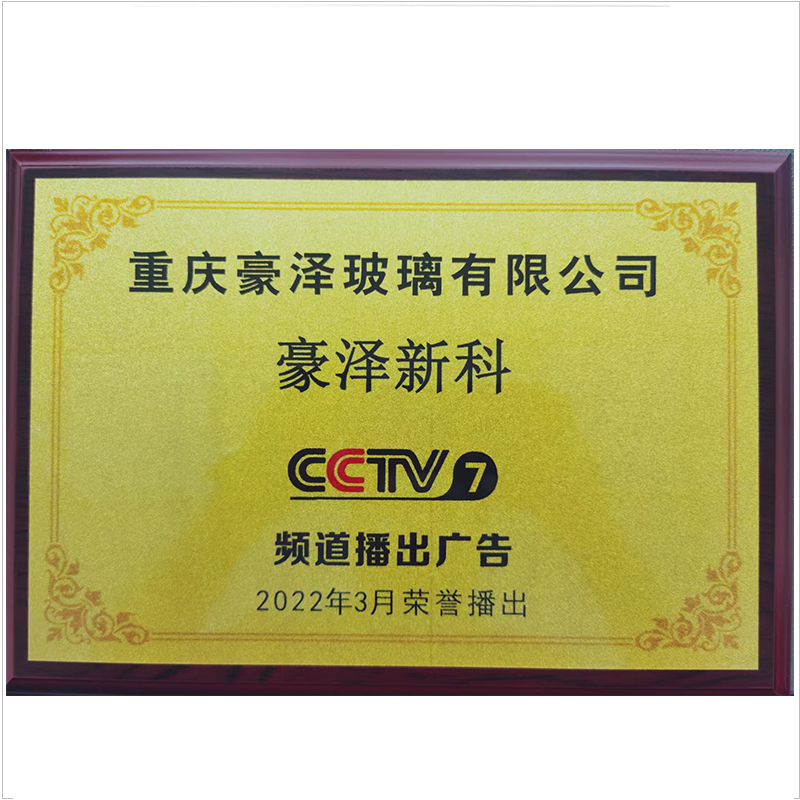 重庆豪泽玻璃有限公司
豪泽新科
CCTV 7
频道播出广告
2022年3月荣誉播出